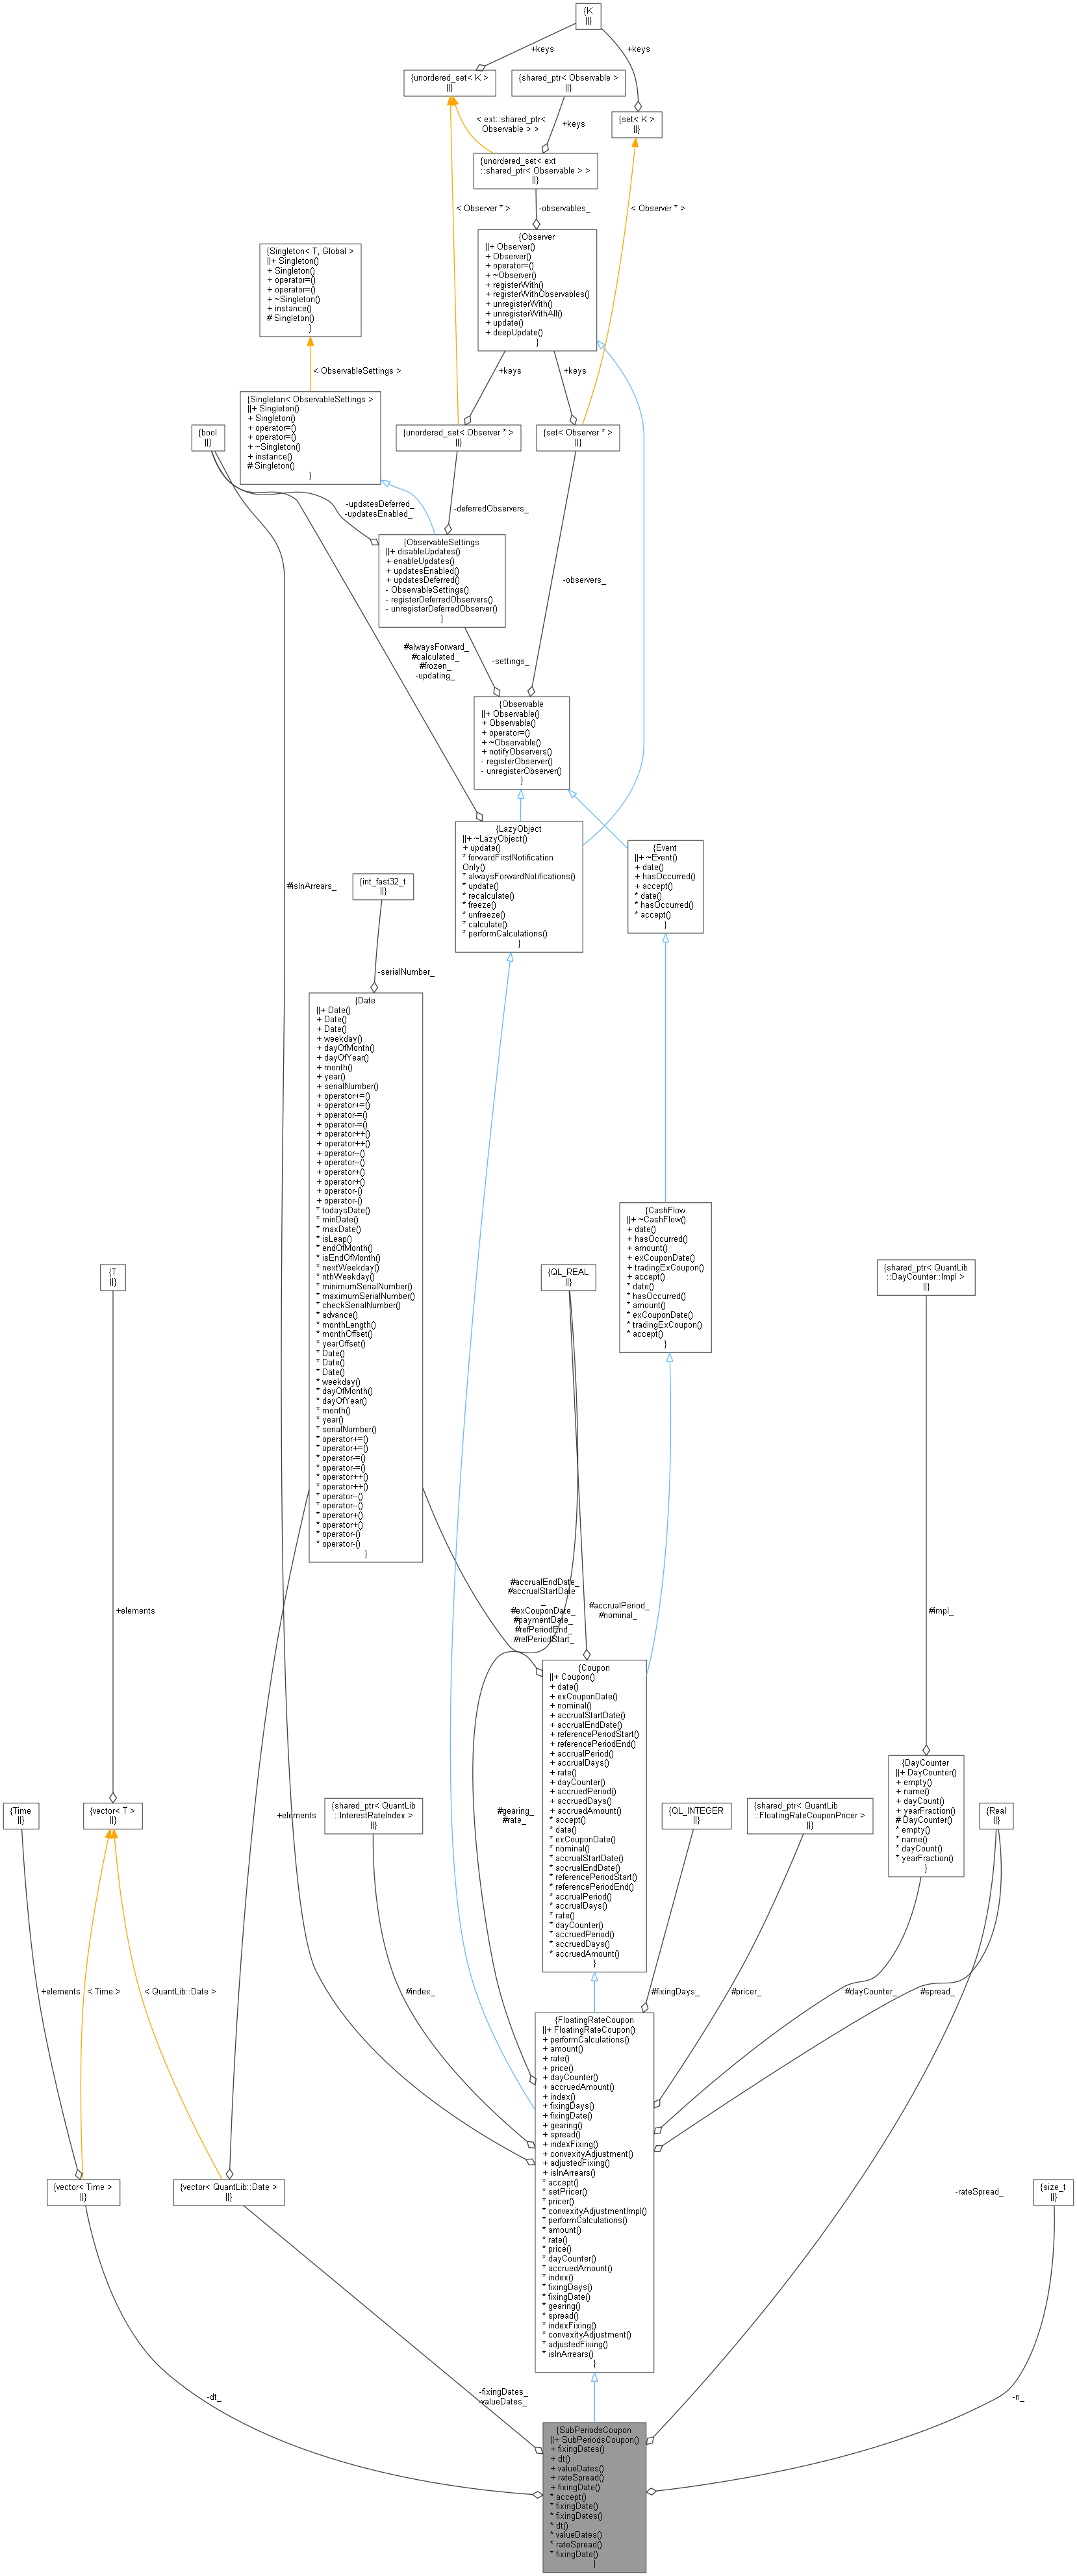 {K
||}
+keys
+keys
{unordered_set< K >
||}
{shared_ptr< Observable >
||}
{set< K >
||}
< ext::shared_ptr<
Observable > >
+keys
{unordered_set< ext
::shared_ptr< Observable > >
||}
< Observer * >
-observables_
< Observer * >
{Observer
||+ Observer()
+ Observer()
+ operator=()
+ ~Observer()
+ registerWith()
+ registerWithObservables()
+ unregisterWith()
+ unregisterWithAll()
+ update()
+ deepUpdate()
}
{Singleton< T, Global >
||+ Singleton()
+ Singleton()
+ operator=()
+ operator=()
+ ~Singleton()
+ instance()
# Singleton()
}
< ObservableSettings >
+keys
+keys
{Singleton< ObservableSettings >
||+ Singleton()
+ Singleton()
+ operator=()
+ operator=()
+ ~Singleton()
+ instance()
# Singleton()
}
{bool
||}
{unordered_set< Observer * >
||}
{set< Observer * >
||}
-updatesDeferred_
-updatesEnabled_
-deferredObservers_
{ObservableSettings
||+ disableUpdates()
+ enableUpdates()
+ updatesEnabled()
+ updatesDeferred()
- ObservableSettings()
- registerDeferredObservers()
- unregisterDeferredObserver()
}
-observers_
#alwaysForward_
#calculated_
#frozen_
-updating_
-settings_
{Observable
||+ Observable()
+ Observable()
+ operator=()
+ ~Observable()
+ notifyObservers()
- registerObserver()
- unregisterObserver()
}
{LazyObject
||+ ~LazyObject()
+ update()
* forwardFirstNotification
Only()
* alwaysForwardNotifications()
* update()
* recalculate()
* freeze()
* unfreeze()
* calculate()
* performCalculations()
}
{Event
||+ ~Event()
+ date()
+ hasOccurred()
+ accept()
* date()
* hasOccurred()
* accept()
}
#isInArrears_
{int_fast32_t
||}
-serialNumber_
{Date
||+ Date()
+ Date()
+ Date()
+ weekday()
+ dayOfMonth()
+ dayOfYear()
+ month()
+ year()
+ serialNumber()
+ operator+=()
+ operator+=()
+ operator-=()
+ operator-=()
+ operator++()
+ operator++()
+ operator--()
+ operator--()
+ operator+()
+ operator+()
+ operator-()
+ operator-()
* todaysDate()
* minDate()
* maxDate()
* isLeap()
* endOfMonth()
* isEndOfMonth()
* nextWeekday()
* nthWeekday()
* minimumSerialNumber()
* maximumSerialNumber()
* checkSerialNumber()
* advance()
* monthLength()
* monthOffset()
* yearOffset()
* Date()
* Date()
* Date()
* weekday()
* dayOfMonth()
* dayOfYear()
* month()
* year()
* serialNumber()
* operator+=()
* operator+=()
* operator-=()
* operator-=()
* operator++()
* operator++()
* operator--()
* operator--()
* operator+()
* operator+()
* operator-()
* operator-()
}
{CashFlow
||+ ~CashFlow()
+ date()
+ hasOccurred()
+ amount()
+ exCouponDate()
+ tradingExCoupon()
+ accept()
* date()
* hasOccurred()
* amount()
* exCouponDate()
* tradingExCoupon()
* accept()
}
{T
||}
{QL_REAL
||}
{shared_ptr< QuantLib
::DayCounter::Impl >
||}
+elements
#accrualEndDate_
#accrualStartDate
_
#exCouponDate_
#paymentDate_
#refPeriodEnd_
#refPeriodStart_
#accrualPeriod_
#nominal_
#impl_
{Coupon
||+ Coupon()
+ date()
+ exCouponDate()
+ nominal()
+ accrualStartDate()
+ accrualEndDate()
+ referencePeriodStart()
+ referencePeriodEnd()
+ accrualPeriod()
+ accrualDays()
+ rate()
+ dayCounter()
+ accruedPeriod()
+ accruedDays()
+ accruedAmount()
* accept()
* date()
* exCouponDate()
* nominal()
* accrualStartDate()
* accrualEndDate()
* referencePeriodStart()
* referencePeriodEnd()
* accrualPeriod()
* accrualDays()
* rate()
* dayCounter()
* accruedPeriod()
* accruedDays()
* accruedAmount()
}
{DayCounter
||+ DayCounter()
+ empty()
+ name()
+ dayCount()
+ yearFraction()
# DayCounter()
* empty()
* name()
* dayCount()
* yearFraction()
}
{Time
||}
{vector< T >
||}
+elements
{shared_ptr< QuantLib
::InterestRateIndex >
||}
#gearing_
#rate_
{QL_INTEGER
||}
{shared_ptr< QuantLib
::FloatingRateCouponPricer >
||}
{Real
||}
+elements
< Time >
< QuantLib::Date >
#index_
#fixingDays_
#pricer_
#dayCounter_
#spread_
{FloatingRateCoupon
||+ FloatingRateCoupon()
+ performCalculations()
+ amount()
+ rate()
+ price()
+ dayCounter()
+ accruedAmount()
+ index()
+ fixingDays()
+ fixingDate()
+ gearing()
+ spread()
+ indexFixing()
+ convexityAdjustment()
+ adjustedFixing()
+ isInArrears()
* accept()
* setPricer()
* pricer()
* convexityAdjustmentImpl()
* performCalculations()
* amount()
* rate()
* price()
* dayCounter()
* accruedAmount()
* index()
* fixingDays()
* fixingDate()
* gearing()
* spread()
* indexFixing()
* convexityAdjustment()
* adjustedFixing()
* isInArrears()
}
{vector< Time >
||}
{vector< QuantLib::Date >
||}
-rateSpread_
{size_t
||}
-dt_
-fixingDates_
-valueDates_
-n_
{SubPeriodsCoupon
||+ SubPeriodsCoupon()
+ fixingDates()
+ dt()
+ valueDates()
+ rateSpread()
+ fixingDate()
* accept()
* fixingDate()
* fixingDates()
* dt()
* valueDates()
* rateSpread()
* fixingDate()
}